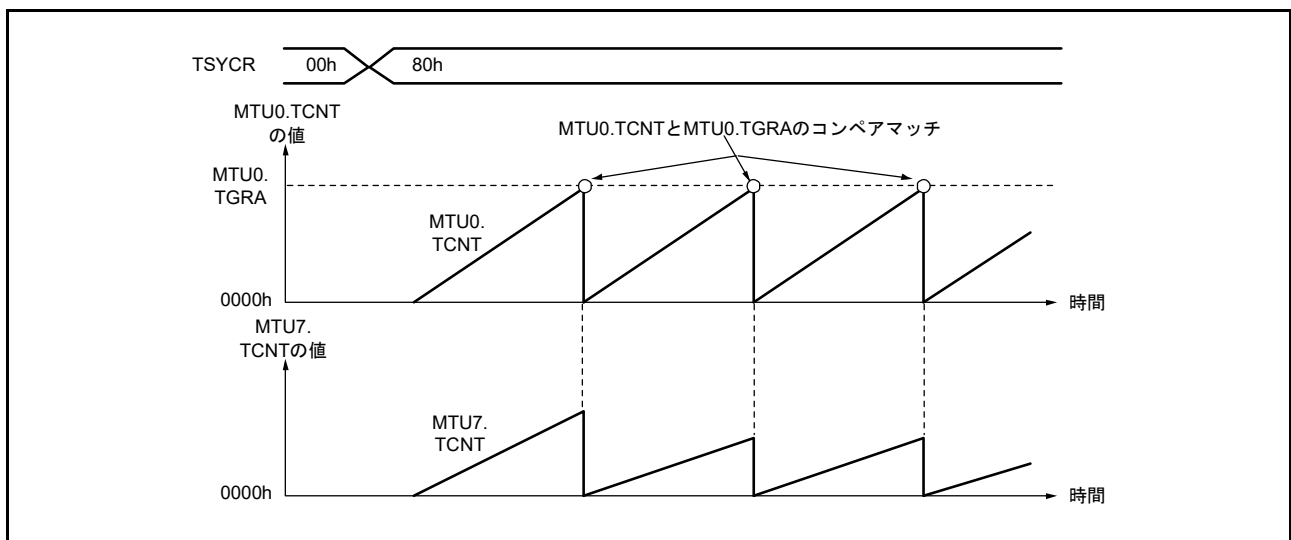 TSYCR 00h 80h
MTU0.TCNT
の値
MTU0.TCNTとMTU0.TGRAのコンペアマッチ
MTU0.
TGRA
MTU0.
TCNT
0000h
時間
MTU7.
TCNTの値
MTU7.
TCNT
0000h
時間